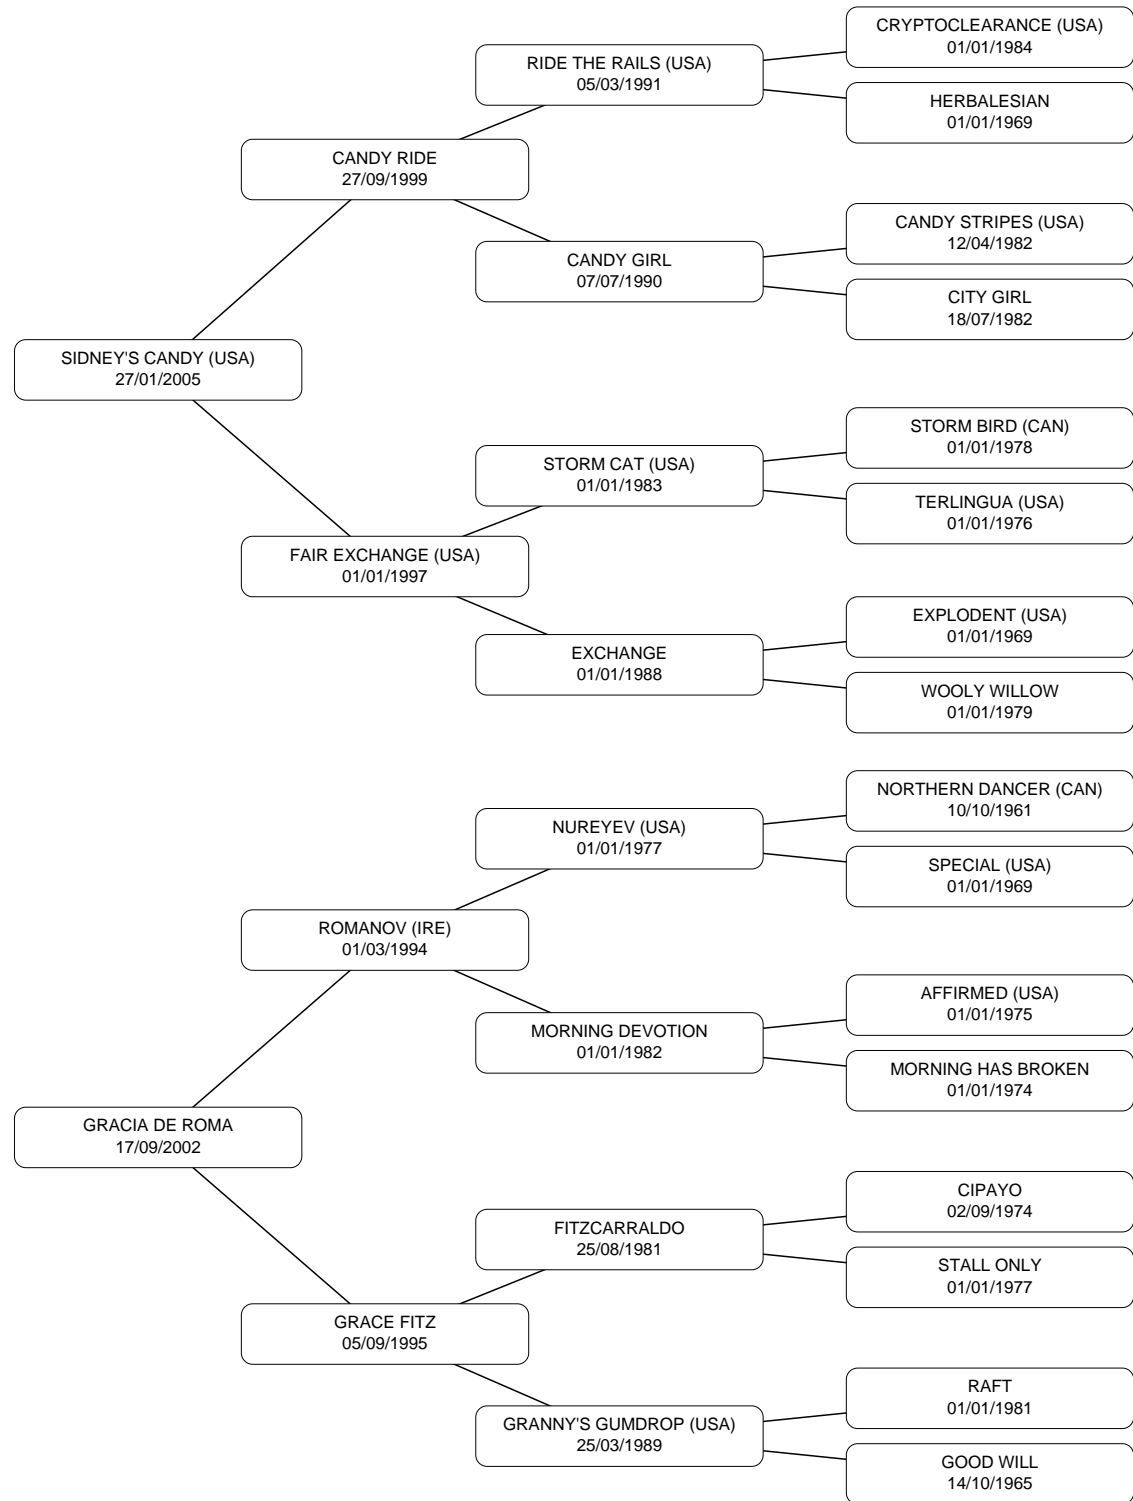 CRYPTOCLEARANCE (USA)
01/01/1984
RIDE THE RAILS (USA)
05/03/1991
HERBALESIAN
01/01/1969
CANDY RIDE
27/09/1999
CANDY STRIPES (USA)
12/04/1982
CANDY GIRL
07/07/1990
CITY GIRL
18/07/1982
SIDNEY'S CANDY (USA)
27/01/2005
STORM BIRD (CAN)
01/01/1978
STORM CAT (USA)
01/01/1983
TERLINGUA (USA)
01/01/1976
FAIR EXCHANGE (USA)
01/01/1997
EXPLODENT (USA)
01/01/1969
EXCHANGE
01/01/1988
WOOLY WILLOW
01/01/1979
NORTHERN DANCER (CAN)
10/10/1961
NUREYEV (USA)
01/01/1977
SPECIAL (USA)
01/01/1969
ROMANOV (IRE)
01/03/1994
AFFIRMED (USA)
01/01/1975
MORNING DEVOTION
01/01/1982
MORNING HAS BROKEN
01/01/1974
GRACIA DE ROMA
17/09/2002
CIPAYO
02/09/1974
FITZCARRALDO
25/08/1981
STALL ONLY
01/01/1977
GRACE FITZ
05/09/1995
RAFT
01/01/1981
GRANNY'S GUMDROP (USA)
25/03/1989
GOOD WILL
14/10/1965